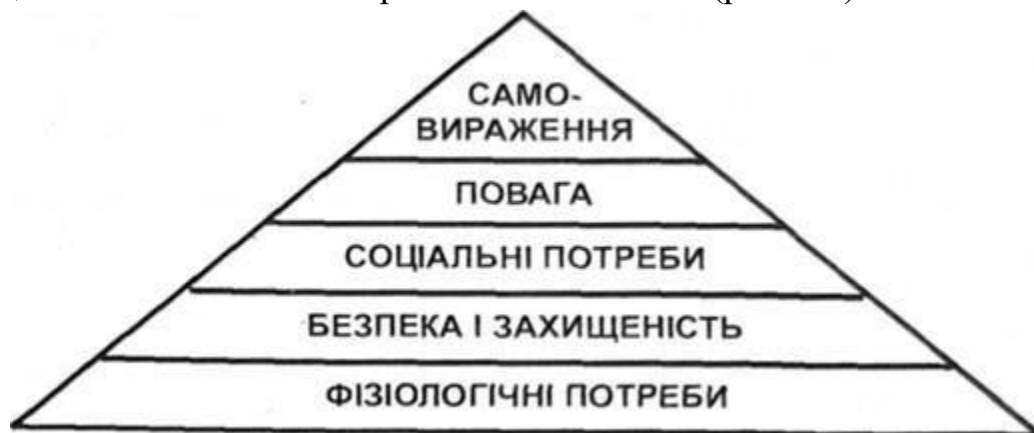 САМО-
ВИРАЖЕННЯ
ПОВАГА
СОЦІАЛЬНІ ПОТРЕБИ
БЕЗПЕКА І ЗАХИЩЕНІСТЬ
ФІЗІОЛОГІЧНІ ПОТРЕБИ